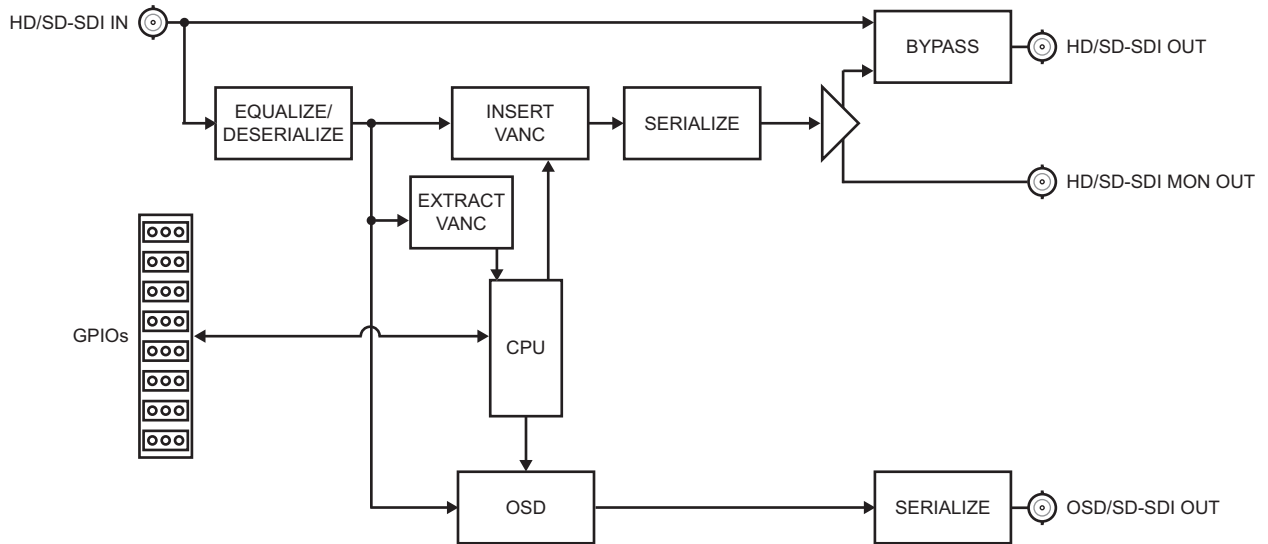 HD/SD-SDI IN
BYPASS
HD/SD-SDI OUT
EQUALIZE/
DESERIALIZE
INSERT
VANC
SERIALIZE
HD/SD-SDI MON OUT
EXTRACT
VANC
GPIOs
CPU
OSD
SERIALIZE
OSD/SD-SDI OUT